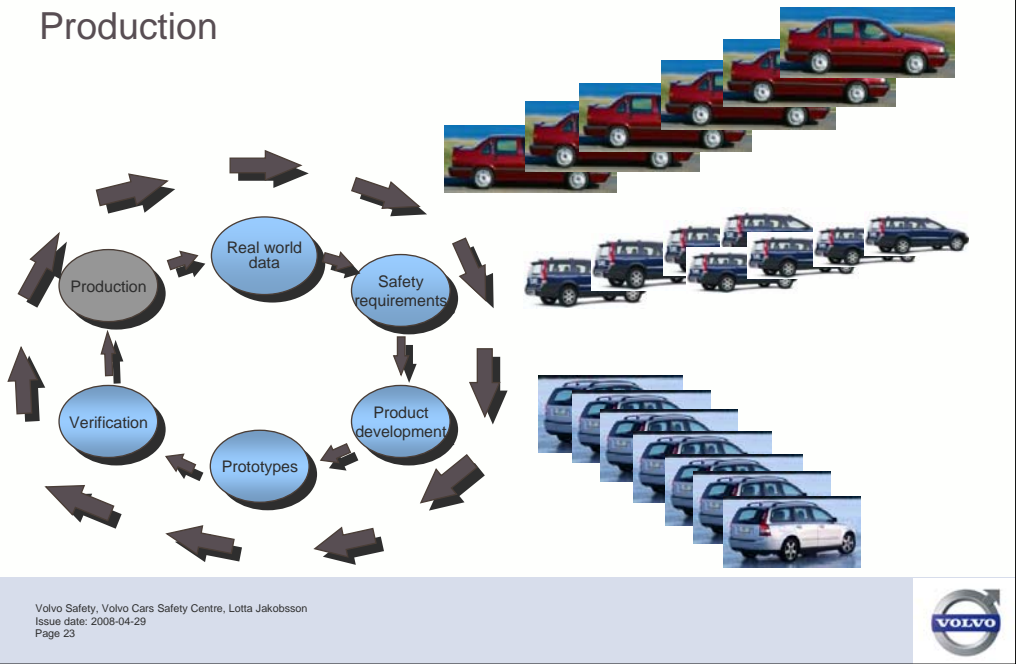 Production
Real world
data
Production
Safety
requirements
Verification
Product
development
Prototypes
Volvo Safety, Volvo Cars Safety Centre, Lotta Jakobsson
Issue date: 2008-04-29
Page 23
VOLVO